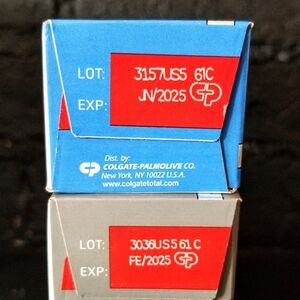 LOT: 3157US5 61C
EXP: JN/2025
Dist. by:
COLGATE-PALMOLIVE CO.
New York, NY 10022 U.S.A.
www.colgatetotal.com
LOT: 3036US5 61 C
EXP: FE/2025